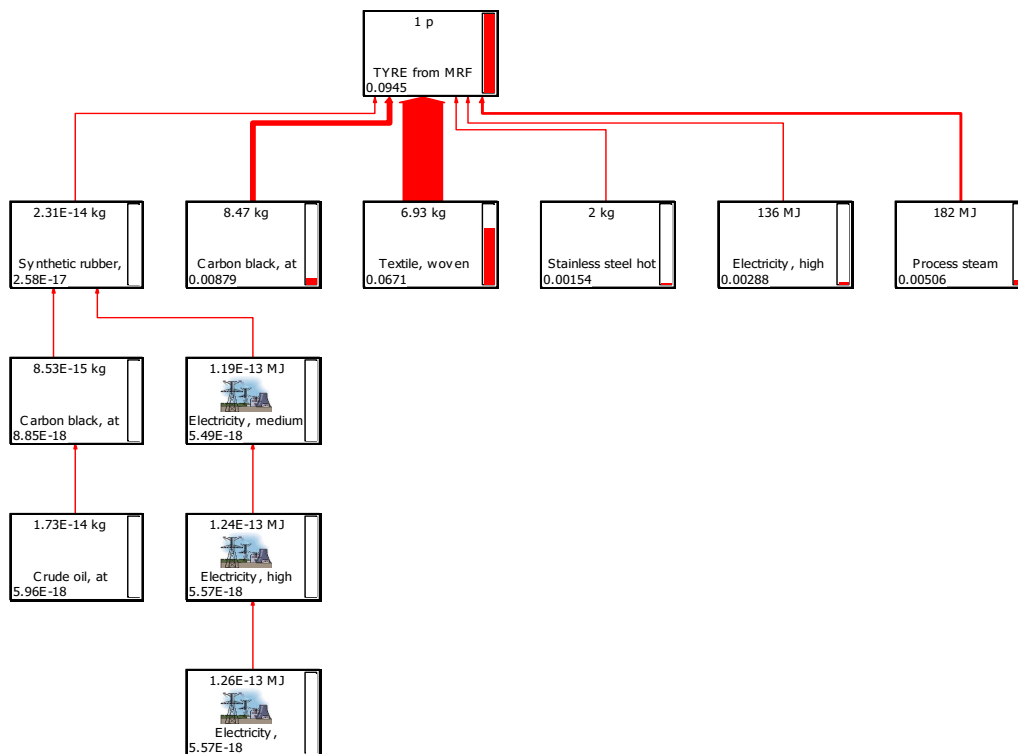 1 p
TYRE from MRF
0.0945
2.31E-14 kg
Synthetic rubber,
2.58E-17
8.47 kg
Carbon black, at
0.00879
6.93 kg
Textile, woven
0.0671
2 kg
Stainless steel hot
0.00154
136 MJ
Electricity, high
0.00288
182 MJ
Process steam
0.00506
8.53E-15 kg
Carbon black, at
8.85E-18
1.19E-13 MJ
Electricity, medium
5.49E-18
1.73E-14 kg
Crude oil, at
5.96E-18
1.24E-13 MJ
Electricity, high
5.57E-18
1.26E-13 MJ
Electricity,
5.57E-18